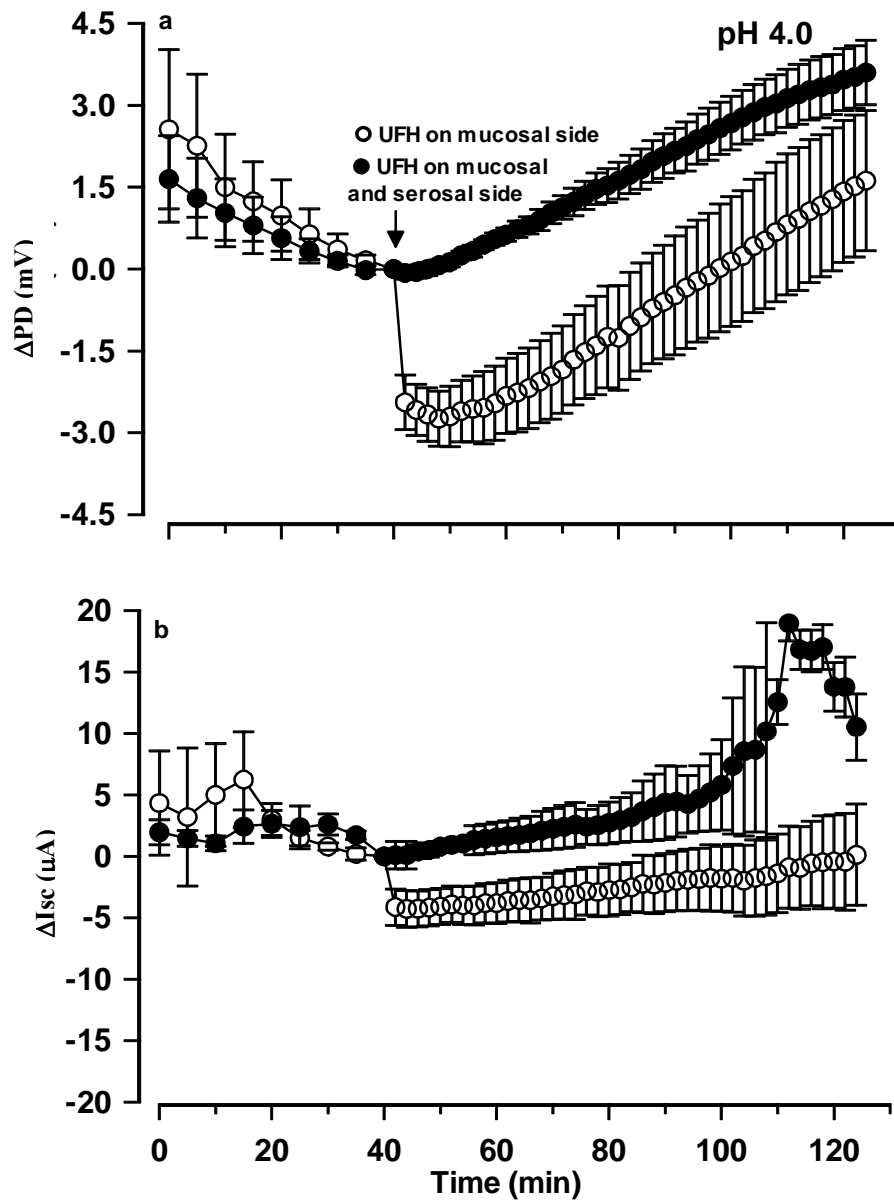 a
pH 4.0
4.5
3.0
1.5
0.0
-1.5
-3.0
-4.5
ΔPD (mV)
UFH on mucosal side
UFH on mucosal
and serosal side
b
20
15
10
5
0
-5
-10
-15
-20
ΔIsc (µA)
0 20 40 60 80 100 120
Time (min)